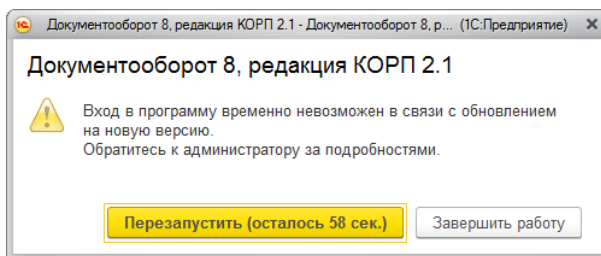 Документооборот 8, редакция КОРП 2.1 - Документооборот 8, р... (1С:Предприятие)
Документооборот 8, редакция КОРП 2.1
Вход в программу временно невозможен в связи с обновлением
на новую версию.
Обратитесь к администратору за подробностями.
Перезапустить (осталось 58 сек.) Завершить работу